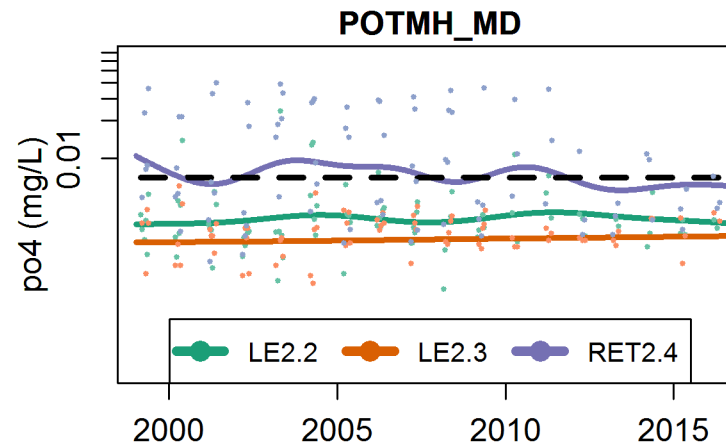 POTMH_MD
po4 (mg/L)
0.01
LE2.2 LE2.3 RET2.4
2000 2005 2010 2015